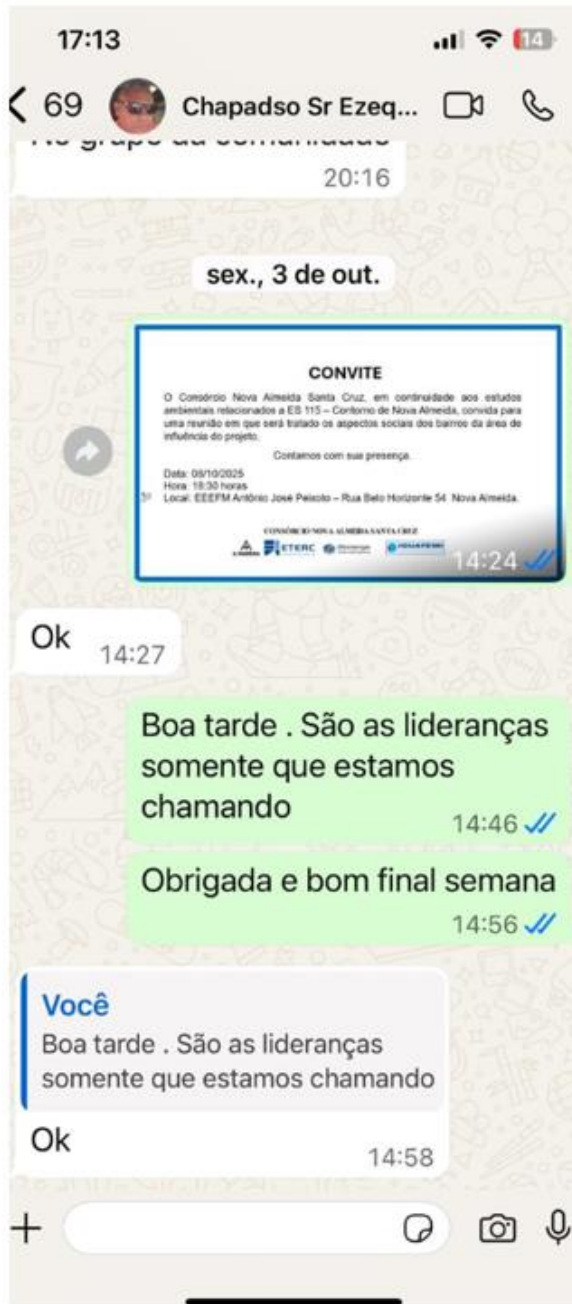 17:13
14
69 Chapadso Sr Ezeq...
No grupo da comunidade
20:16
sex., 3 de out.
CONVITE
O Consórcio Nova Almeida Santa Cruz, em continuidade aos estudos
ambientais relacionados a ES 115 – Contorno de Nova Almeida, convida para
uma reunião em que será tratado os aspectos sociais dos bairros da área de
influência do projeto.
Contamos com sua presença.
Data: 08/10/2025
Hora: 18:30 horas
Local: EEEFM Antônio José Peixoto – Rua Belo Horizonte 54 Nova Almeida.
CONSÓRCIO NOVA ALMEIDA SANTA CRUZ
ETERC
14:24
Ok
14:27
Boa tarde . São as lideranças
somente que estamos
chamando
14:46
Obrigada e bom final semana
14:56
Você
Boa tarde . São as lideranças
somente que estamos chamando
Ok
14:58